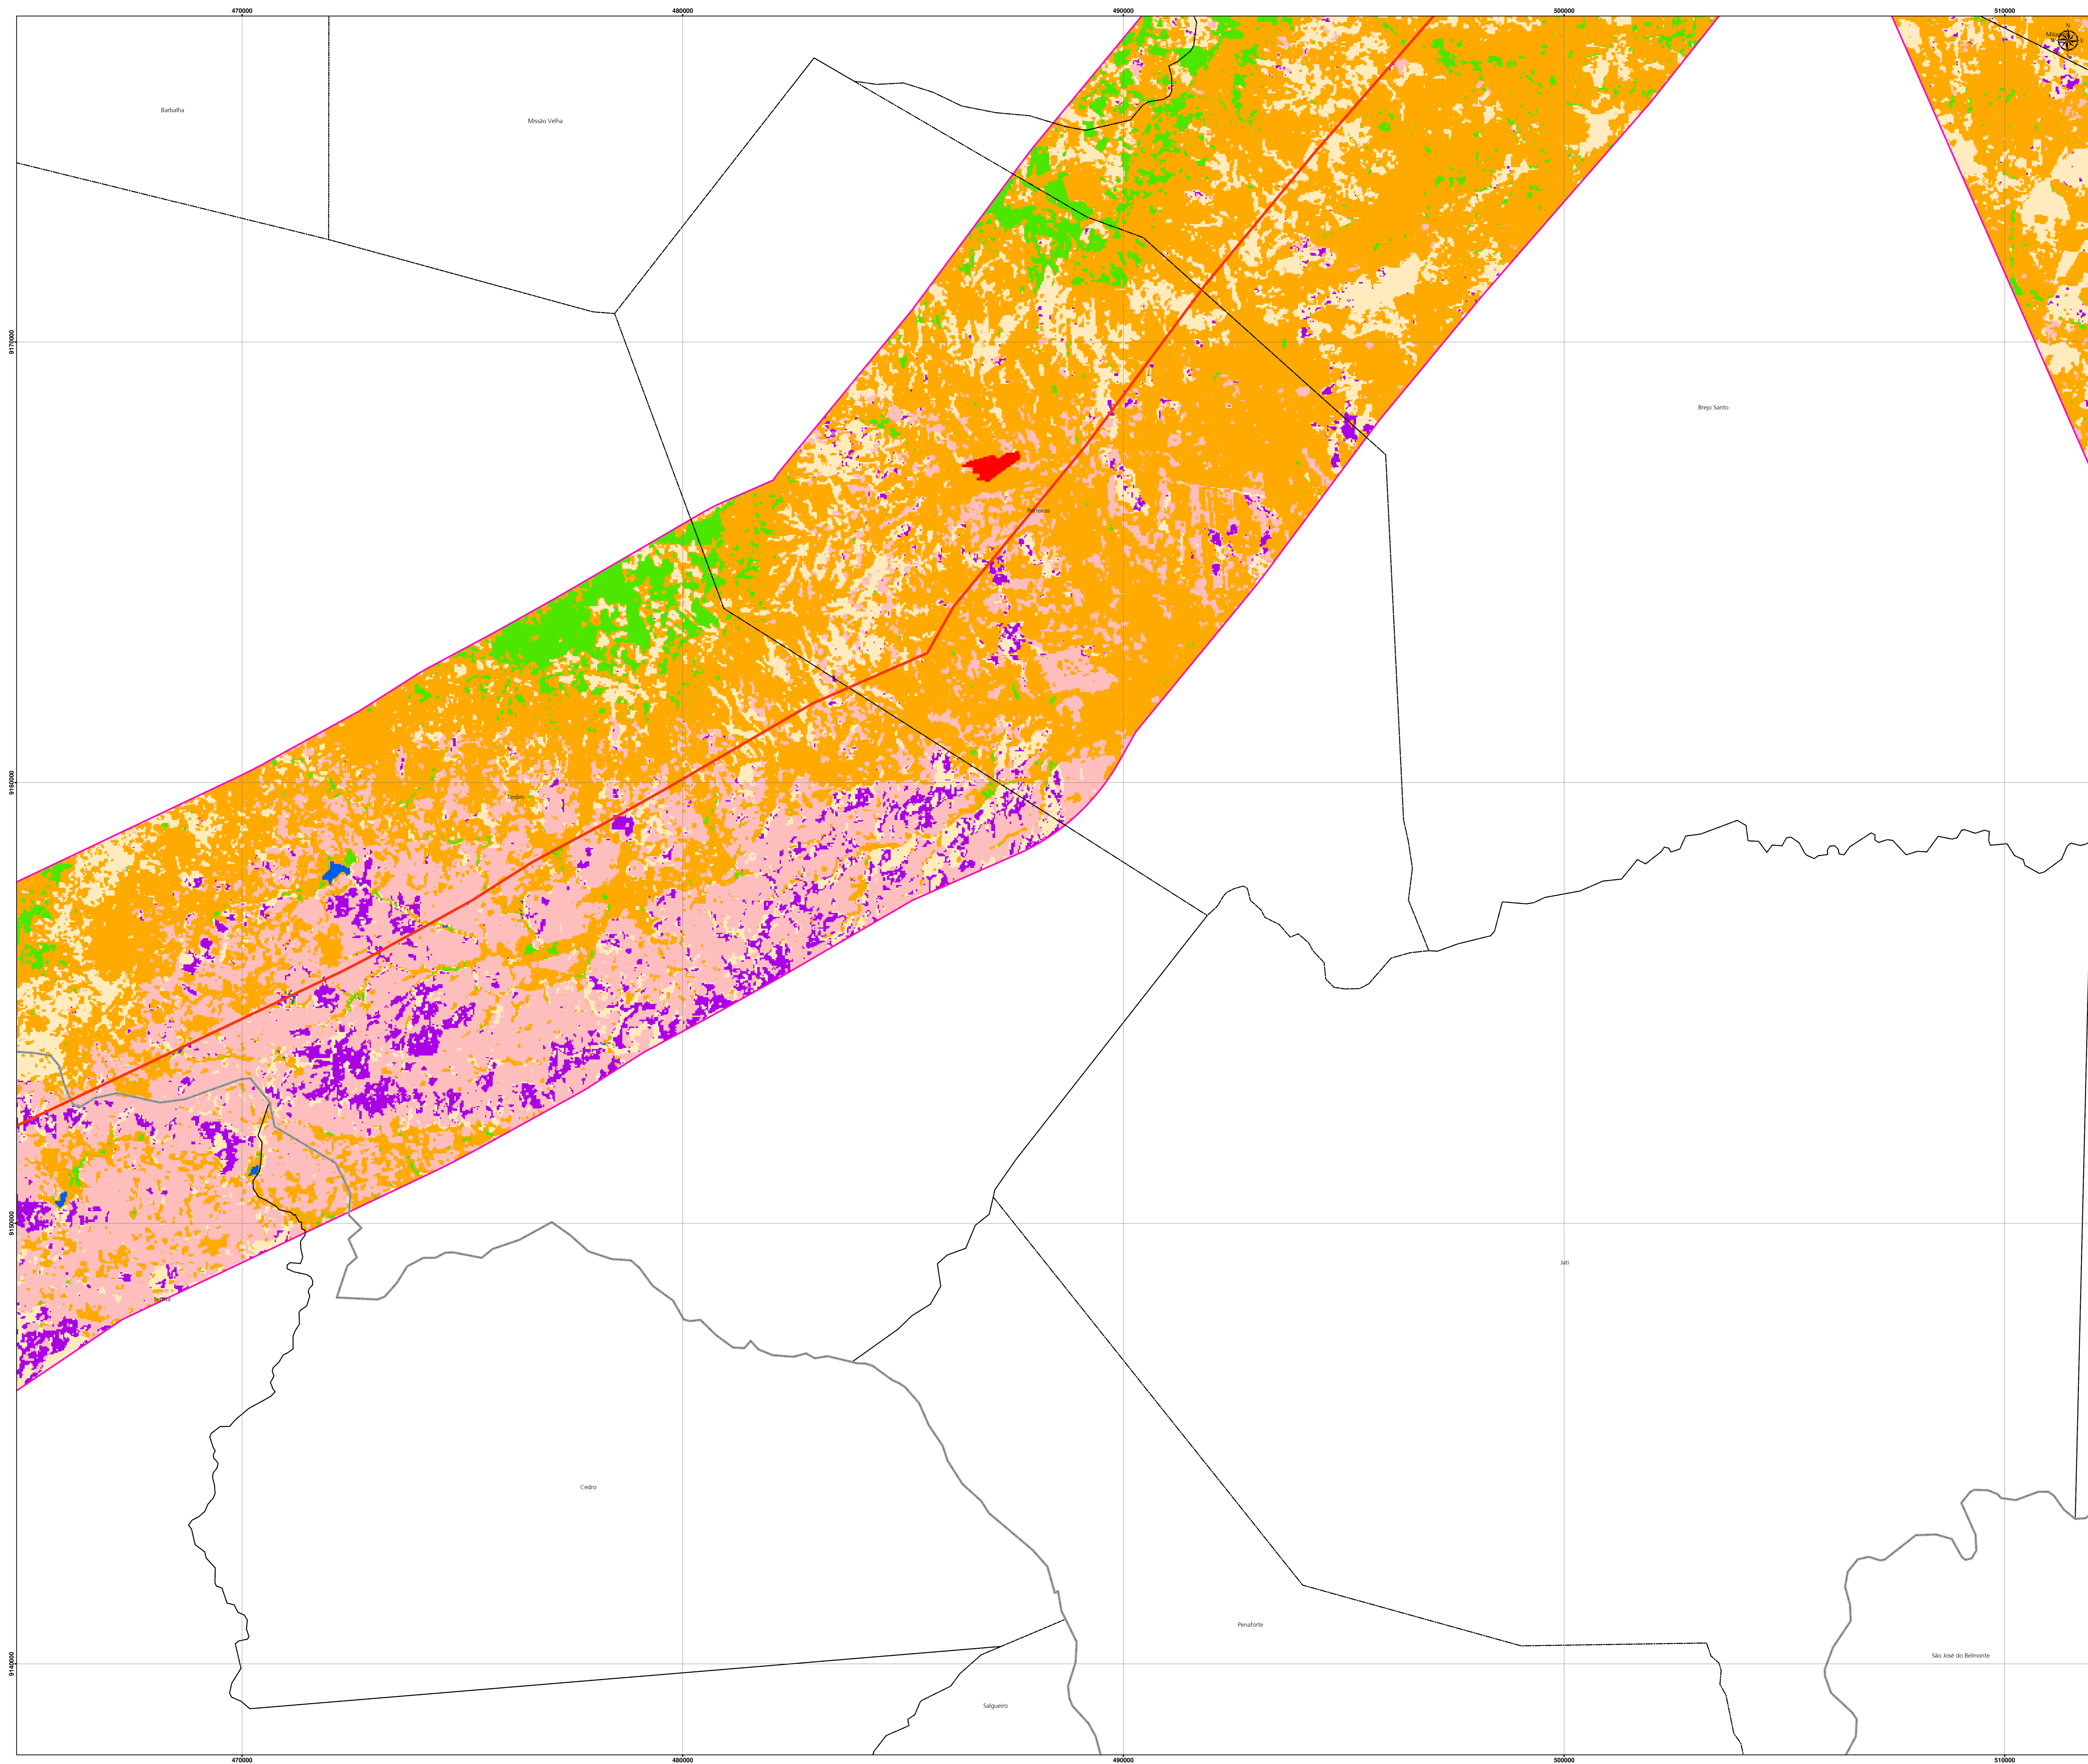 470000
480000
490000
500000
510000
N
W
E
Barbalha
Missão Velha
9170000
Brejo Santo
Porteiras
9160000
Jardim
9150000
Jati
Serrita
Cedro
Penaforte
9140000
São José do Belmonte
Salgueiro
470000
480000
490000
500000
510000